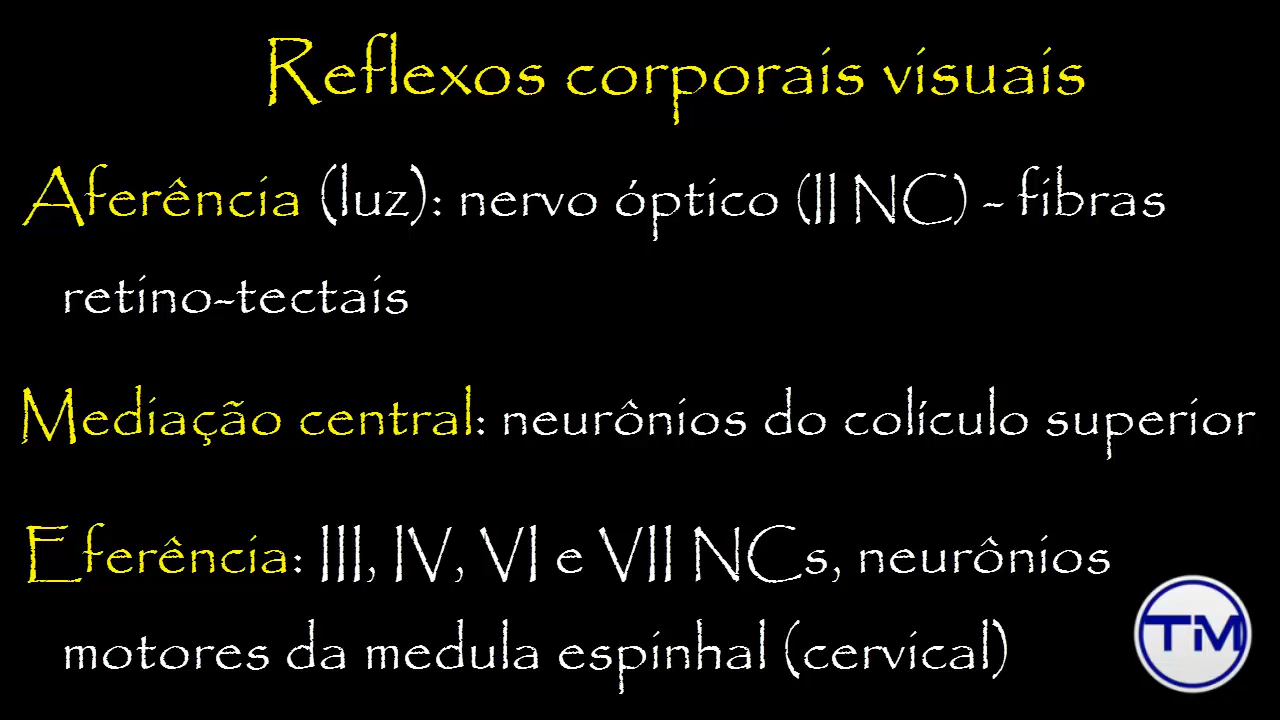 Reflexos corporais visuais
Aferência (luz): nervo óptico (II NC) - fibras
retino-tectais
Mediação central: neurônios do colículo superior
Eferência: III, IV, VI e VII NCs, neurônios
motores da medula espinhal (cervical)
TM